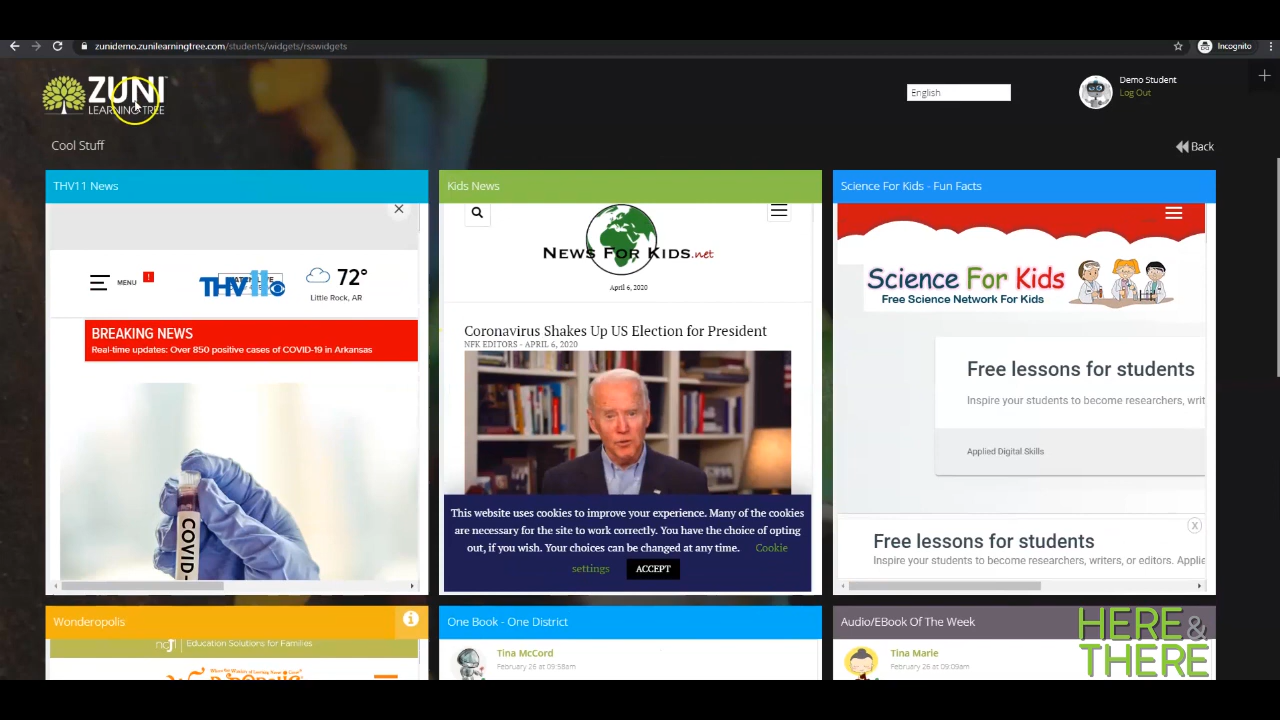 zunidemo.zunilearningtree.com/students/widgets/rsswidgets
Incognito
ZUNI
LEARNING TREE
English
Demo Student
Log Out
Cool Stuff
Back
THV11 News
MENU
!
THV11
72°
Little Rock, AR
BREAKING NEWS
Real-time updates: Over 850 positive cases of COVID-19 in Arkansas
COVID-
Kids News
NEWS FOR KIDS.net
April 6, 2020
Coronavirus Shakes Up US Election for President
NFK EDITORS - APRIL 6, 2020
This website uses cookies to improve your experience. Many of the cookies
are necessary for the site to work correctly. You have the choice of opting
out, if you wish. Your choices can be changed at any time. Cookie
settings ACCEPT
Science For Kids - Fun Facts
Science For Kids
Free Science Network For Kids
Free lessons for students
Inspire your students to become researchers, writ
Applied Digital Skills
X
Free lessons for students
Inspire your students to become researchers, writers, or editors. Applie
Wonderopolis
i
Education Solutions for Families
One Book - One District
Tina McCord
February 26 at 09:58am
Audio/EBook Of The Week
Tina Marie
February 26 at 09:09am
HERE &
THERE